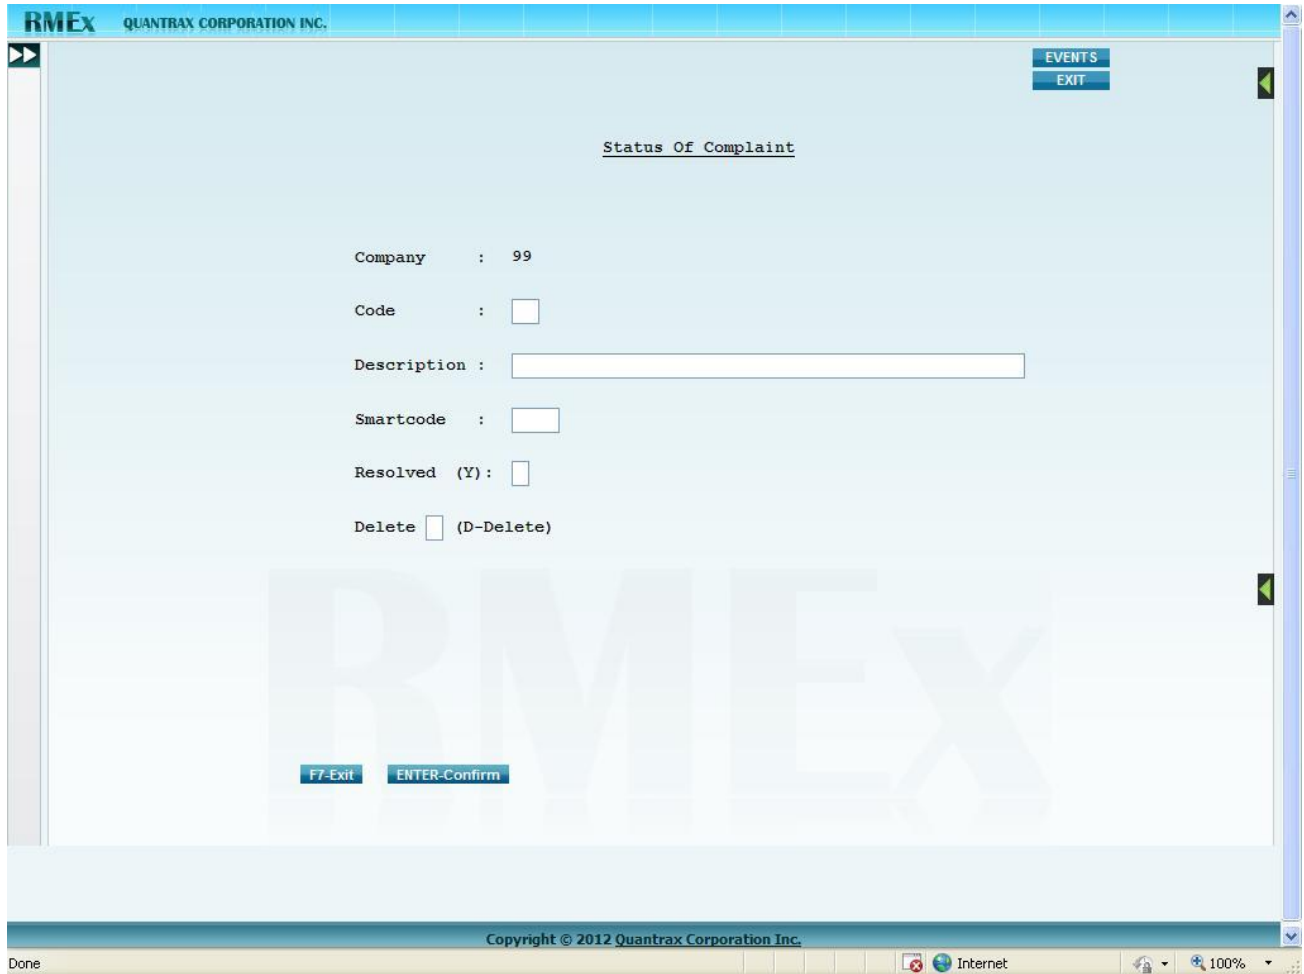 RMEx QUANTRAX CORPORATION INC.
EVENTS
EXIT
Status Of Complaint
Company : 99
Code :
Description :
Smartcode :
Resolved (Y):
Delete (D-Delete)
RMEx
F7-Exit ENTER-Confirm
Copyright © 2012 Quantrax Corporation Inc.
Done Internet 100%